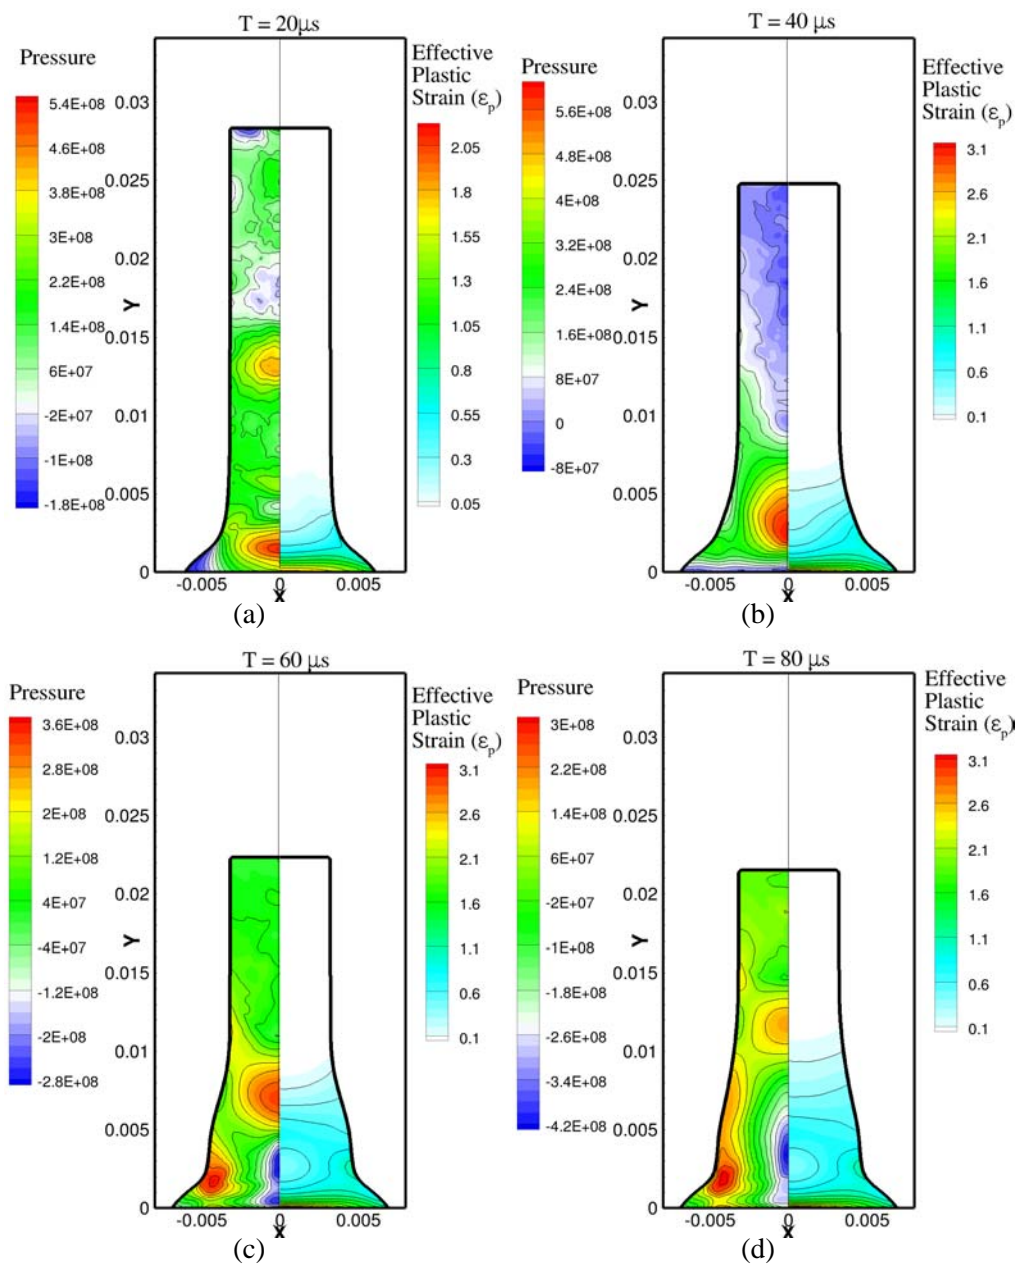 T = 20μs
Pressure
5.4E+08
4.6E+08
3.8E+08
3E+08
2.2E+08
1.4E+08
6E+07
-2E+07
-1E+08
-1.8E+08
Effective
Plastic
Strain (εp)
2.05
1.8
1.55
1.3
1.05
0.8
0.55
0.3
0.05
Y
0.03
0.025
0.02
0.015
0.01
0.005
0
-0.005 0 0.005
X
(a)
T = 40 μs
Pressure
5.6E+08
4.8E+08
4E+08
3.2E+08
2.4E+08
1.6E+08
8E+07
0
-8E+07
Effective
Plastic
Strain (εp)
3.1
2.6
2.1
1.6
1.1
0.6
0.1
Y
0.03
0.025
0.02
0.015
0.01
0.005
0
-0.005 0 0.005
X
(b)
T = 60 μs
Pressure
3.6E+08
2.8E+08
2E+08
1.2E+08
4E+07
-4E+07
-1.2E+08
-2E+08
-2.8E+08
Effective
Plastic
Strain (εp)
3.1
2.6
2.1
1.6
1.1
0.6
0.1
Y
0.03
0.025
0.02
0.015
0.01
0.005
0
-0.005 0 0.005
X
(c)
T = 80 μs
Pressure
3E+08
2.2E+08
1.4E+08
6E+07
-2E+07
-1E+08
-1.8E+08
-2.6E+08
-3.4E+08
-4.2E+08
Effective
Plastic
Strain (εp)
3.1
2.6
2.1
1.6
1.1
0.6
0.1
Y
0.03
0.025
0.02
0.015
0.01
0.005
0
-0.005 0 0.005
X
(d)